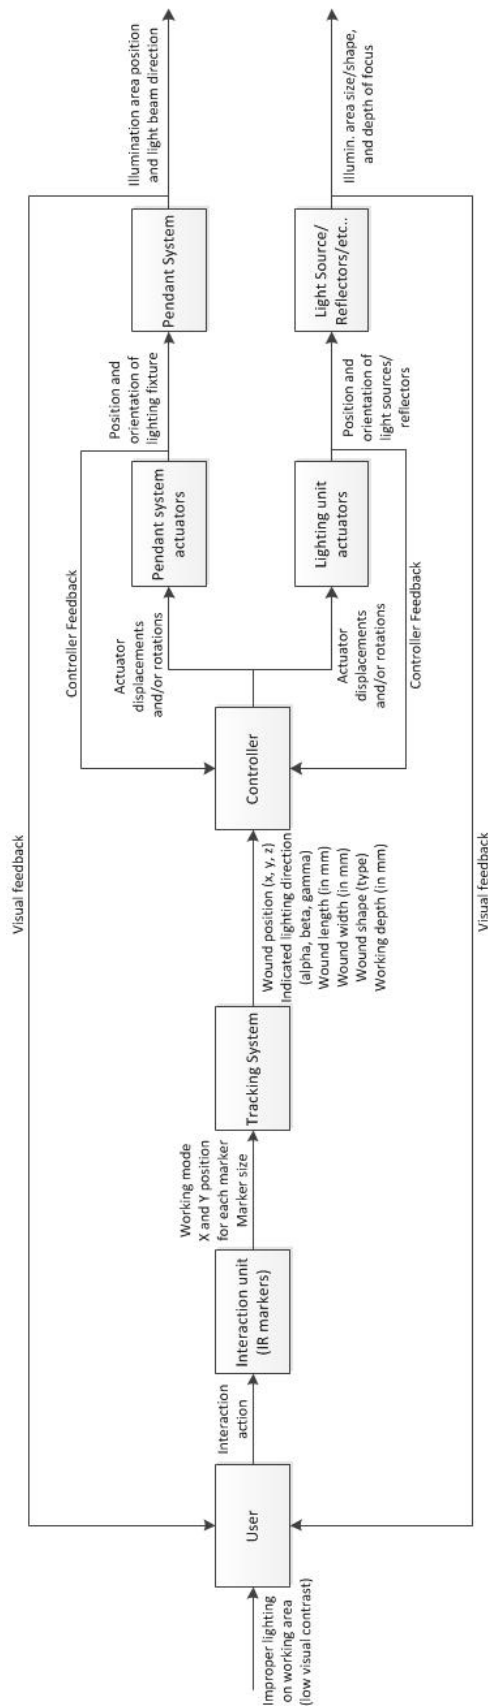 Improper lighting
on working area
(low visual contrast)
User
Interaction
action
Interaction unit
(IR markers)
Working mode
X and Y position
for each marker
Marker size
Tracking System
Wound position (x, y, z)
Indicated lighting direction
(alpha, beta, gamma)
Wound length (in mm)
Wound width (in mm)
Wound shape (type)
Working depth (in mm)
Controller
Actuator
displacements
and/or rotations
Pendant system
actuators
Position and
orientation of
lighting fixture
Pendant System
Illumination area position
and light beam direction
Controller Feedback
Visual feedback
Actuator
displacements
and/or rotations
Lighting unit
actuators
Position and
orientation of
light sources/
reflectors
Light Source/
Reflectors/etc..
Illumin. area size/shape,
and depth of focus
Controller Feedback
Visual feedback